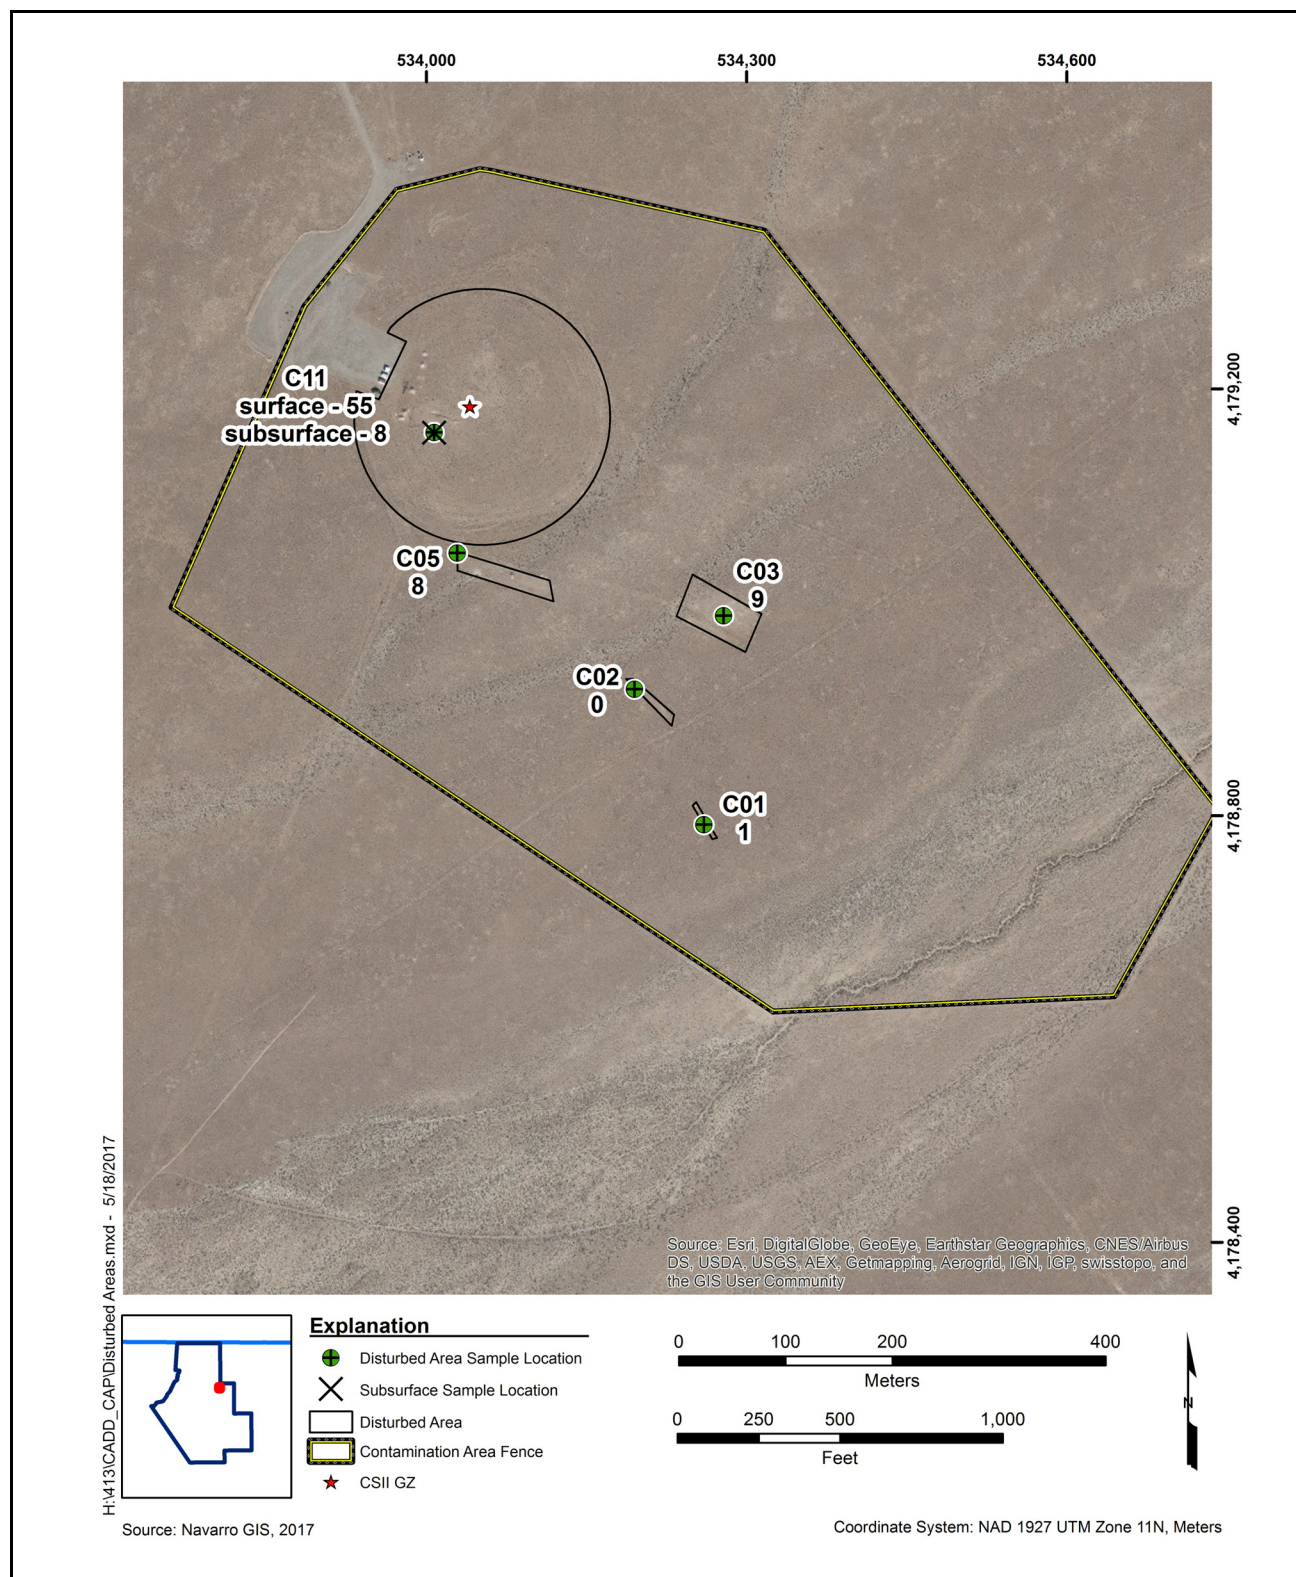 534,000
534,300
534,600
4,179,200
4,178,800
4,178,400
C11
surface - 55
subsurface - 8
C05
8
C03
9
C02
0
C01
1
Source: Esri, DigitalGlobe, GeoEye, Earthstar Geographics, CNES/Airbus
DS, USDA, USGS, AEX, Getmapping, Aerogrid, IGN, IGP, swisstopo, and
the GIS User Community
H:\413\CADD_CAP\Disturbed Areas.mxd - 5/18/2017
Explanation
Disturbed Area Sample Location
Subsurface Sample Location
Disturbed Area
Contamination Area Fence
CSII GZ
0 100 200 400
Meters
0 250 500 1,000
Feet
N
Source: Navarro GIS, 2017
Coordinate System: NAD 1927 UTM Zone 11N, Meters